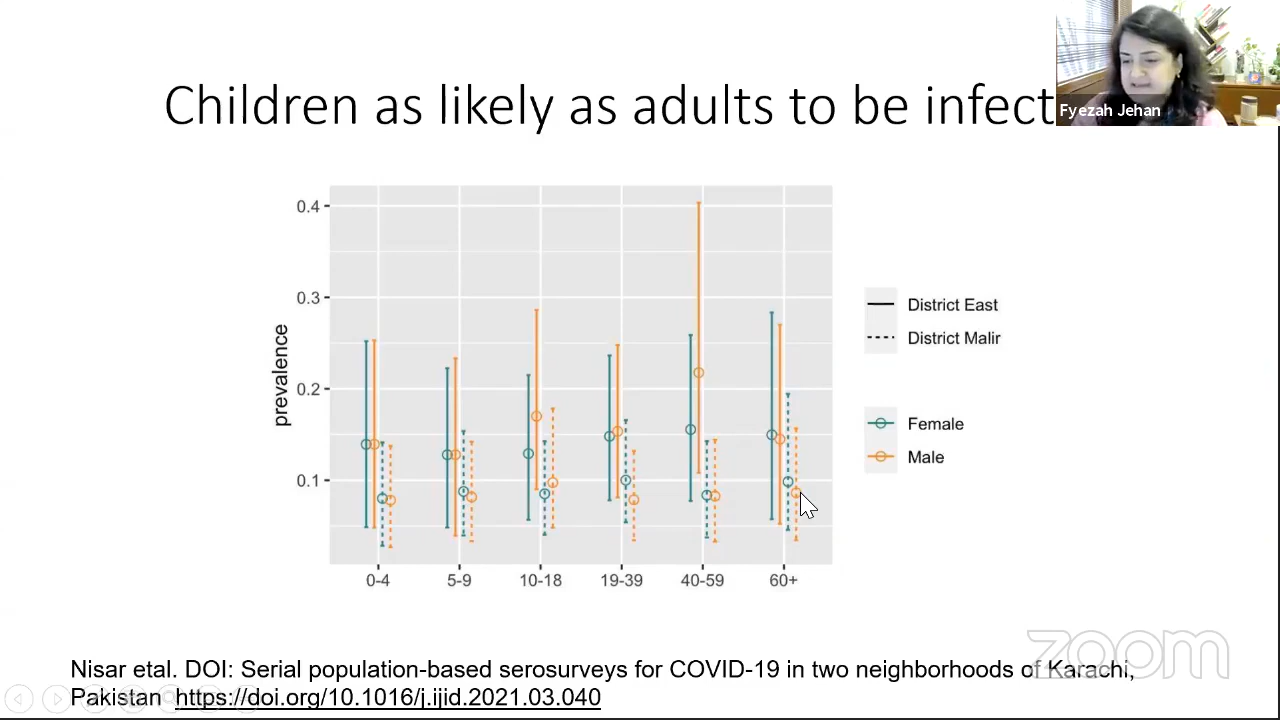 Fyezah Jehan
Children as likely as adults to be infect
0.4
0.3
0.2
0.1
prevalence
0-4 5-9 10-18 19-39 40-59 60+
District East
District Malir
Female
Male
zoom
Nisar etal. DOI: Serial population-based serosurveys for COVID-19 in two neighborhoods of Karachi,
Pakistan https://doi.org/10.1016/j.ijid.2021.03.040